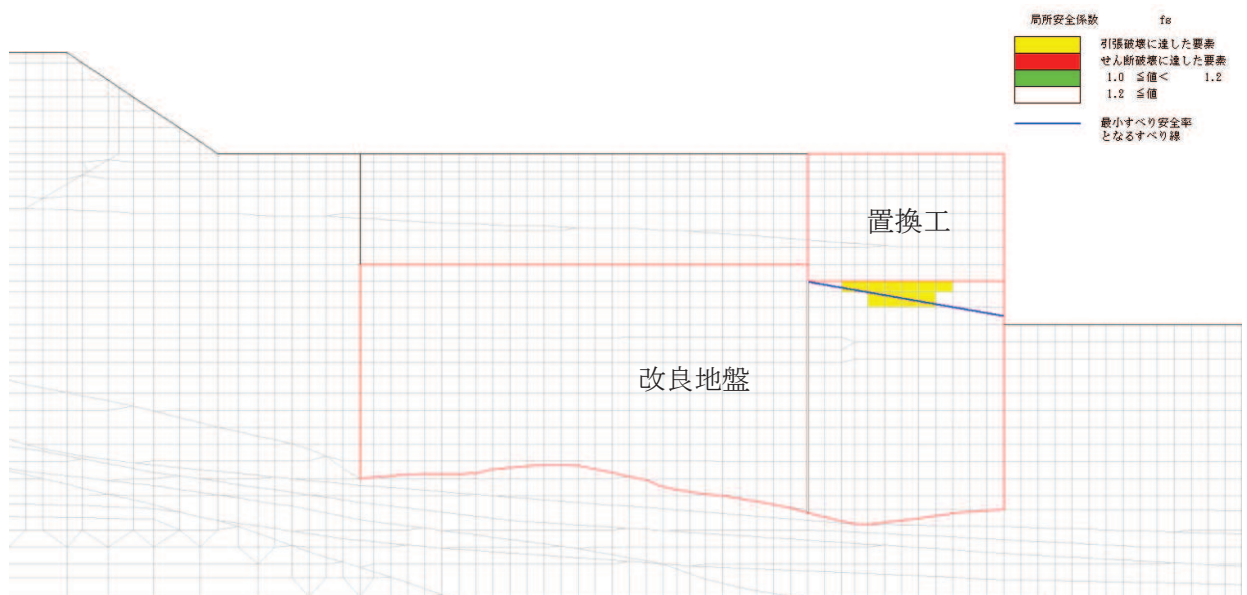 局所安全係数 fs
引張破壊に達した要素
せん断破壊に達した要素
1.0 ≦値< 1.2
1.2 ≦値
最小すべり安全率
となるすべり線
置換工
改良地盤